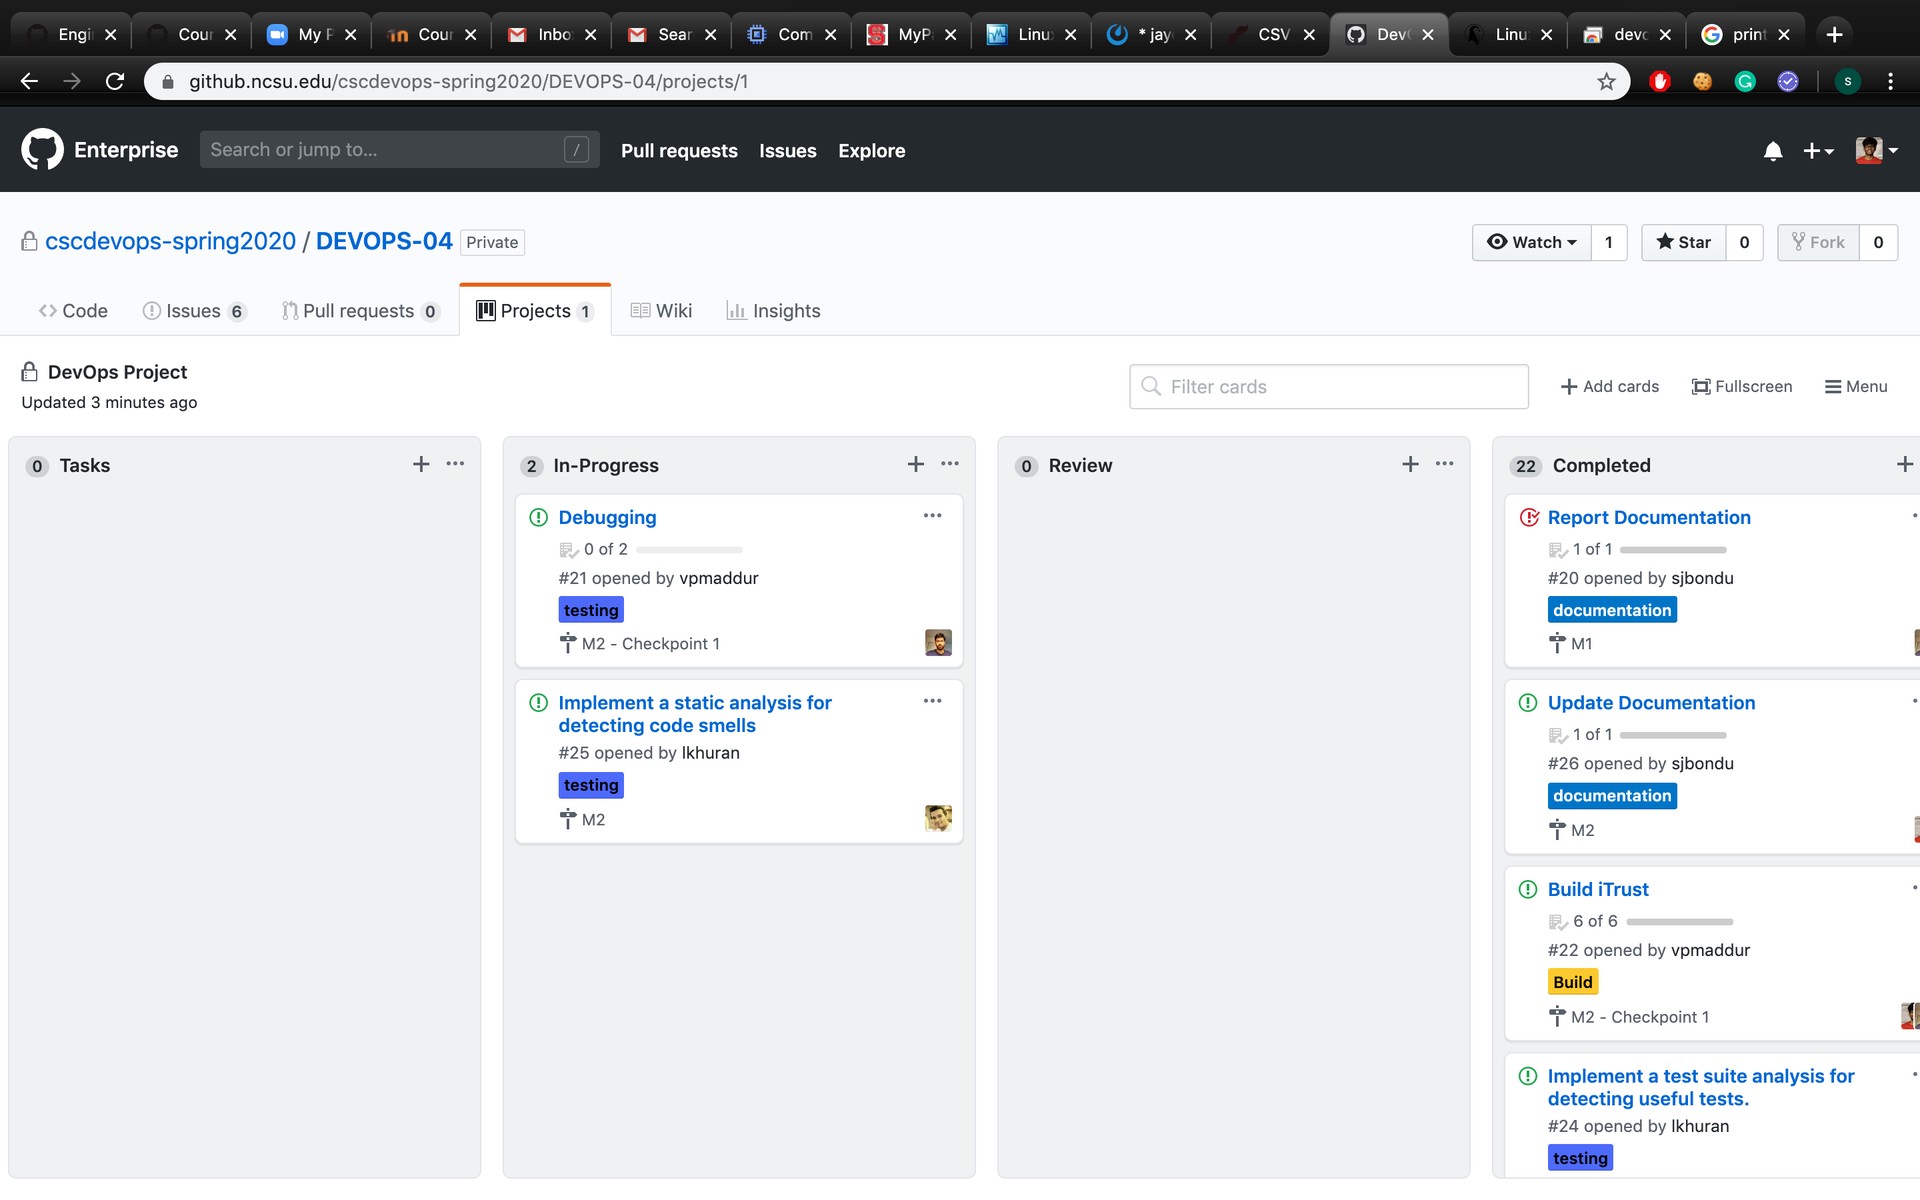 Engi
Cour
My P
Cour
Inbo
Sear
Com
MyPa
Linux
* jay
CSV
Dev
Linu
devo
print
github.ncsu.edu/cscdevops-spring2020/DEVOPS-04/projects/1
S
Enterprise
Search or jump to...
/
Pull requests
Issues
Explore
cscdevops-spring2020 / DEVOPS-04 Private
Watch 1
Star 0
Fork 0
Code
Issues 6
Pull requests 0
Projects 1
Wiki
Insights
DevOps Project
Updated 3 minutes ago
Filter cards
Add cards
Fullscreen
Menu
0 Tasks
2 In-Progress
Debugging
0 of 2
#21 opened by vpmaddur
testing
M2 - Checkpoint 1
Implement a static analysis for
detecting code smells
#25 opened by lkhuran
testing
M2
0 Review
22 Completed
Report Documentation
1 of 1
#20 opened by sjbondu
documentation
M1
Update Documentation
1 of 1
#26 opened by sjbondu
documentation
M2
Build iTrust
6 of 6
#22 opened by vpmaddur
Build
M2 - Checkpoint 1
Implement a test suite analysis for
detecting useful tests.
#24 opened by lkhuran
testing